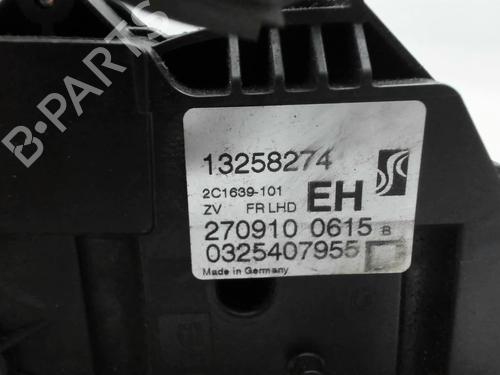 B-PARTS
13258274
2C1639-101
ZV FR LHD EH
270910 0615 B
0325407955
Made in Germany